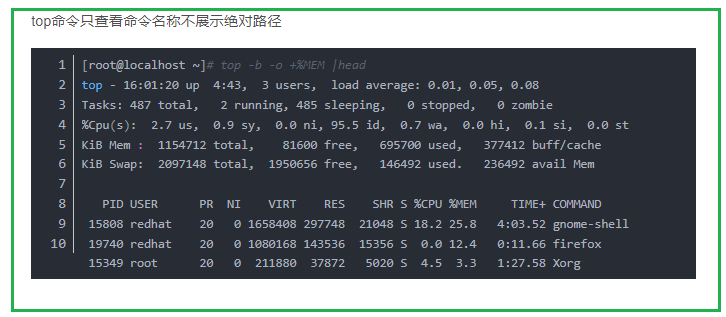 top命令只查看命令名称不展示绝对路径
1 [root@localhost ~]# top -b -o +%MEM |head
2 top - 16:01:20 up  4:43,  3 users,  load average: 0.01, 0.05, 0.08
3 Tasks: 487 total,   2 running, 485 sleeping,   0 stopped,   0 zombie
4 %Cpu(s):  2.7 us,  0.9 sy,  0.0 ni, 95.5 id,  0.7 wa,  0.0 hi,  0.1 si,  0.0 st
5 KiB Mem :  1154712 total,    81600 free,   695700 used,   377412 buff/cache
6 KiB Swap:  2097148 total,  1950656 free,   146492 used.   236492 avail Mem
7
8    PID USER      PR  NI    VIRT    RES    SHR S %CPU %MEM     TIME+ COMMAND
9  15808 redhat    20   0 1658408 297748  21048 S 18.2 25.8   4:03.52 gnome-shell
10  19740 redhat    20   0 1080168 143536  15356 S  0.0 12.4   0:11.66 firefox
15349 root      20   0  211880  37872   5020 S  4.5  3.3   1:27.58 Xorg